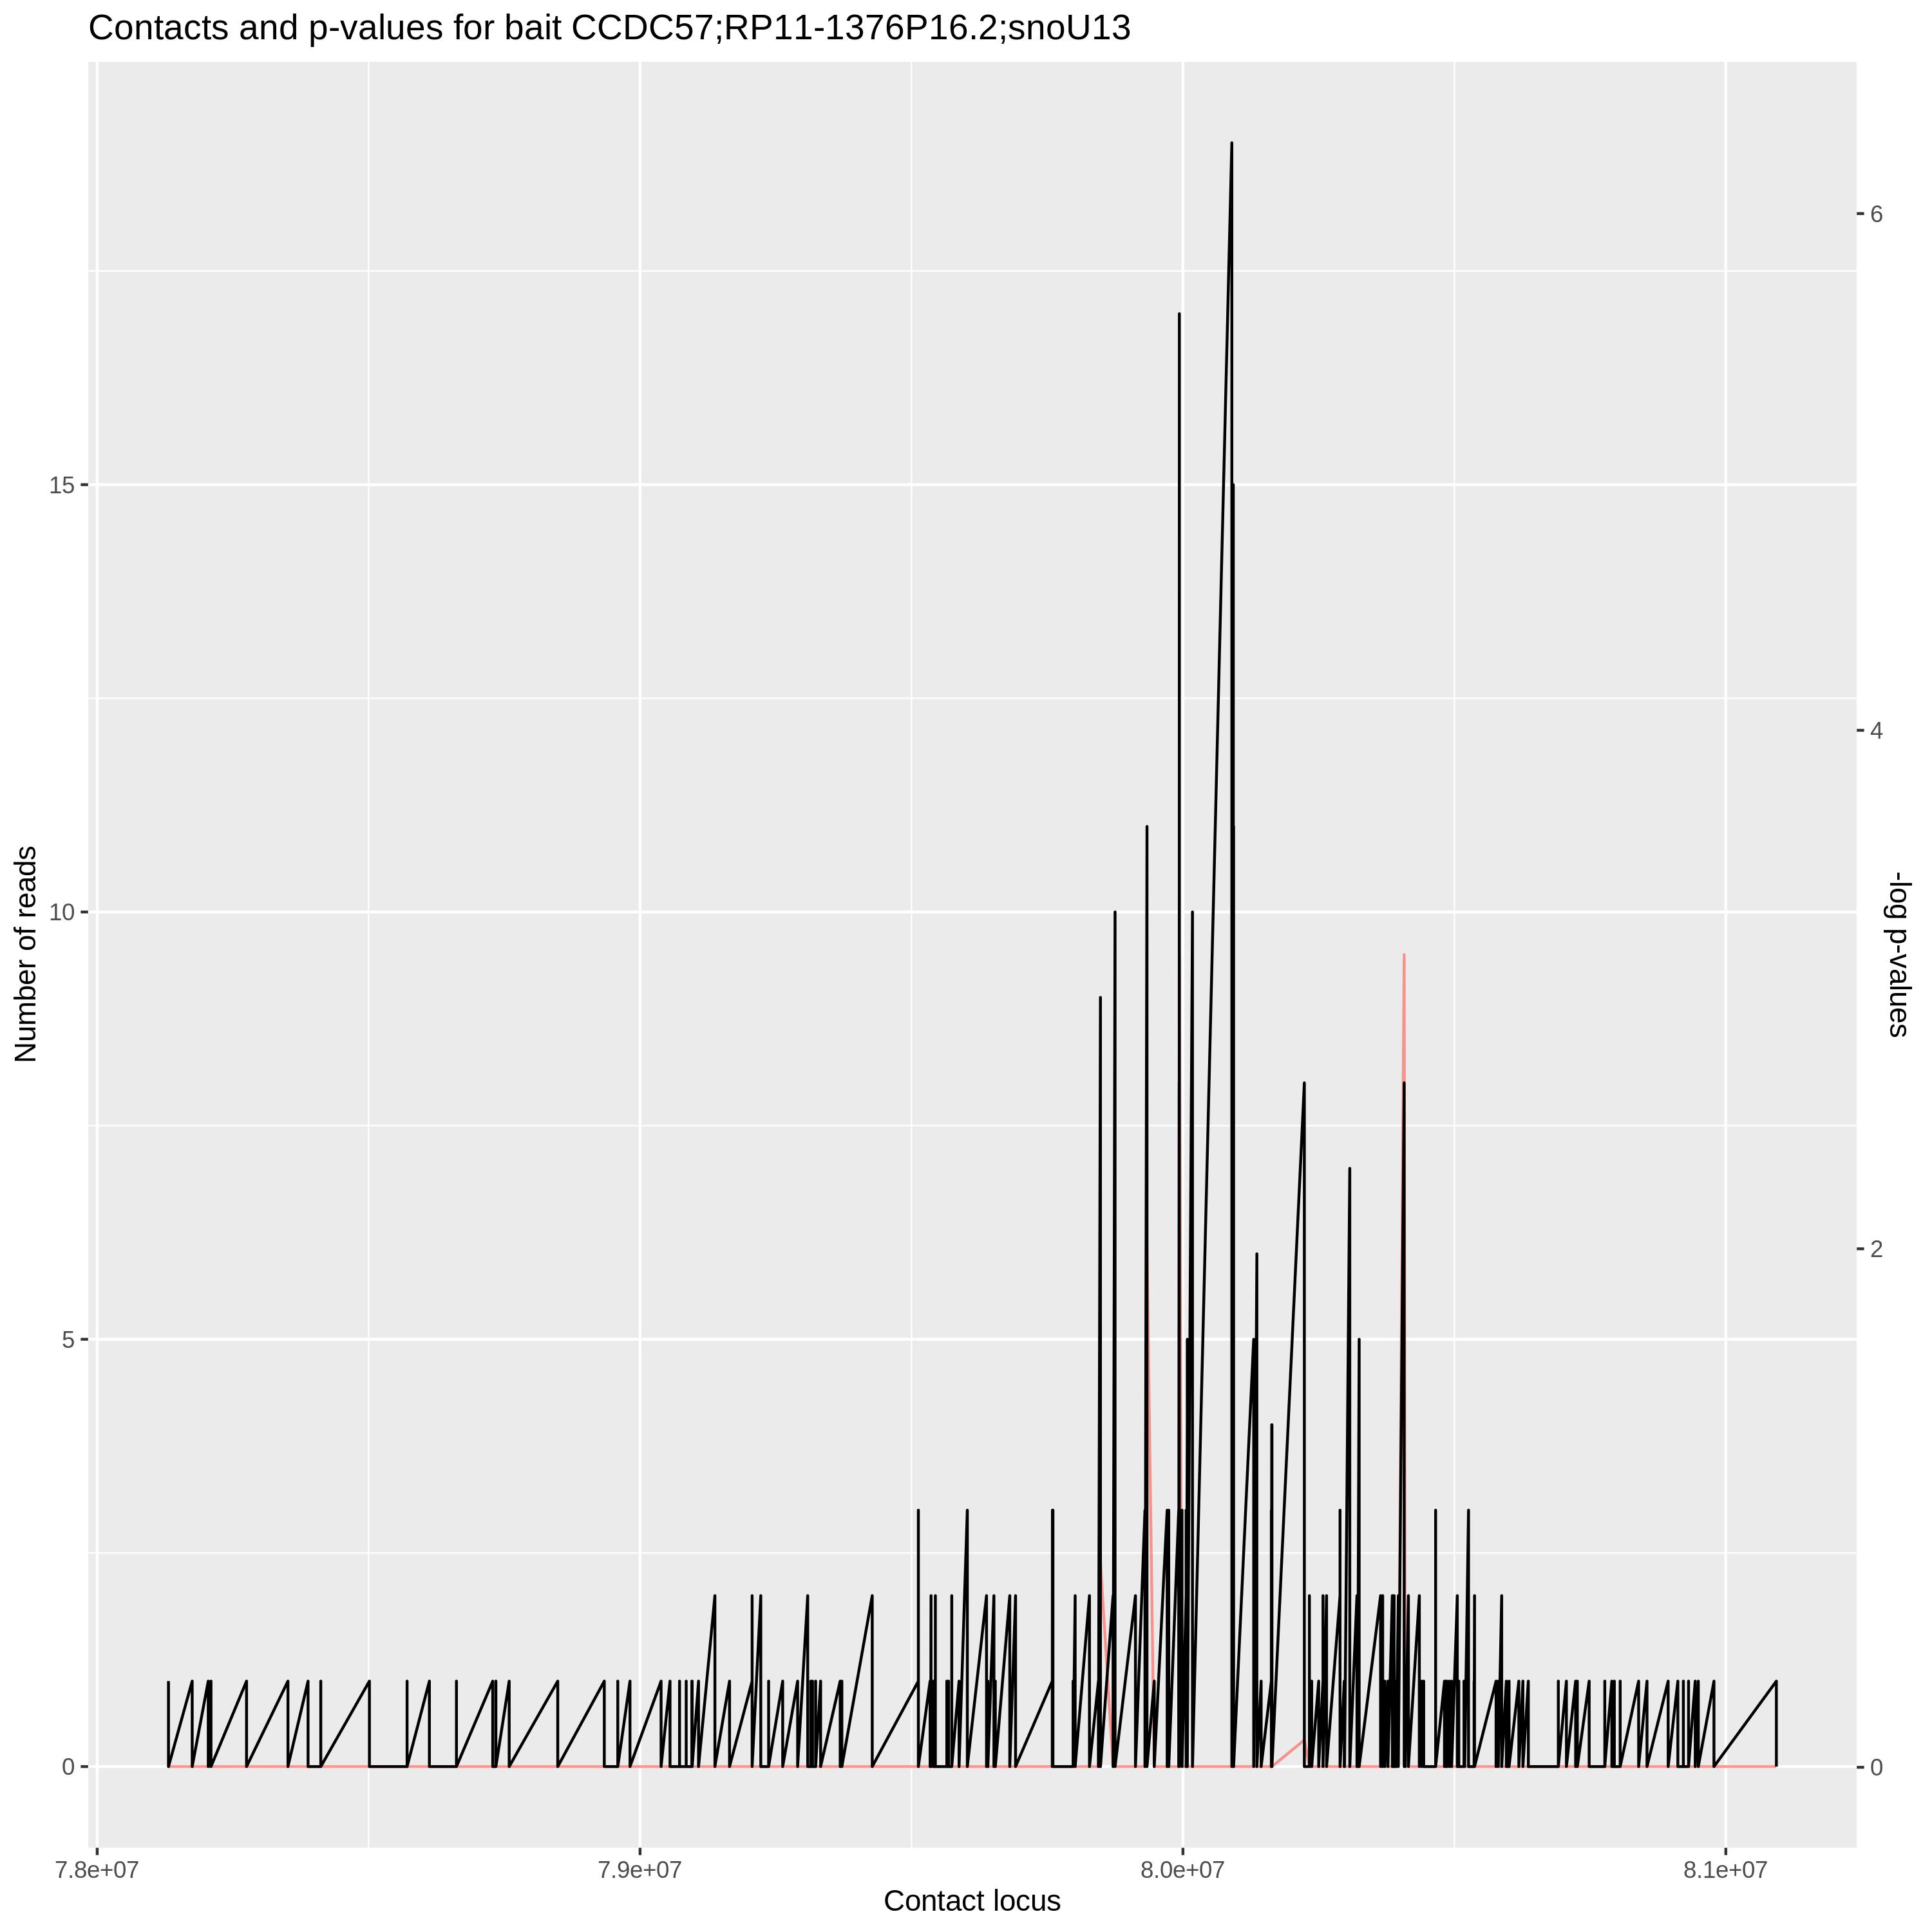 Contacts and p-values for bait CCDC57;RP11-1376P16.2;snoU13
Number of reads
15
10
5
0
6
4
2
0
-log p-values
7.8e+07 7.9e+07 8.0e+07 8.1e+07
Contact locus